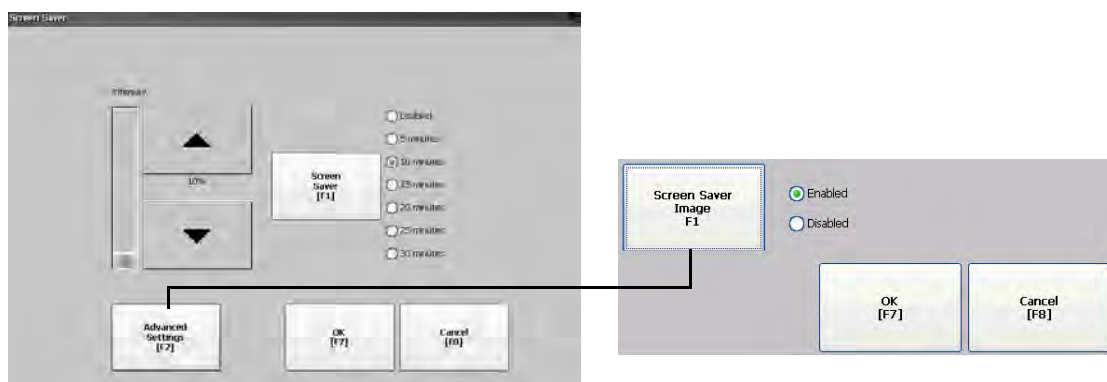 Screen Saver
Intensity
10%
Screen
Saver
[F1]
Disabled
5 minutes
10 minutes
15 minutes
20 minutes
25 minutes
30 minutes
Advanced
Settings
[F2]
OK
[F7]
Cancel
[F8]
Screen Saver
Image
F1
Enabled
Disabled
OK
[F7]
Cancel
[F8]